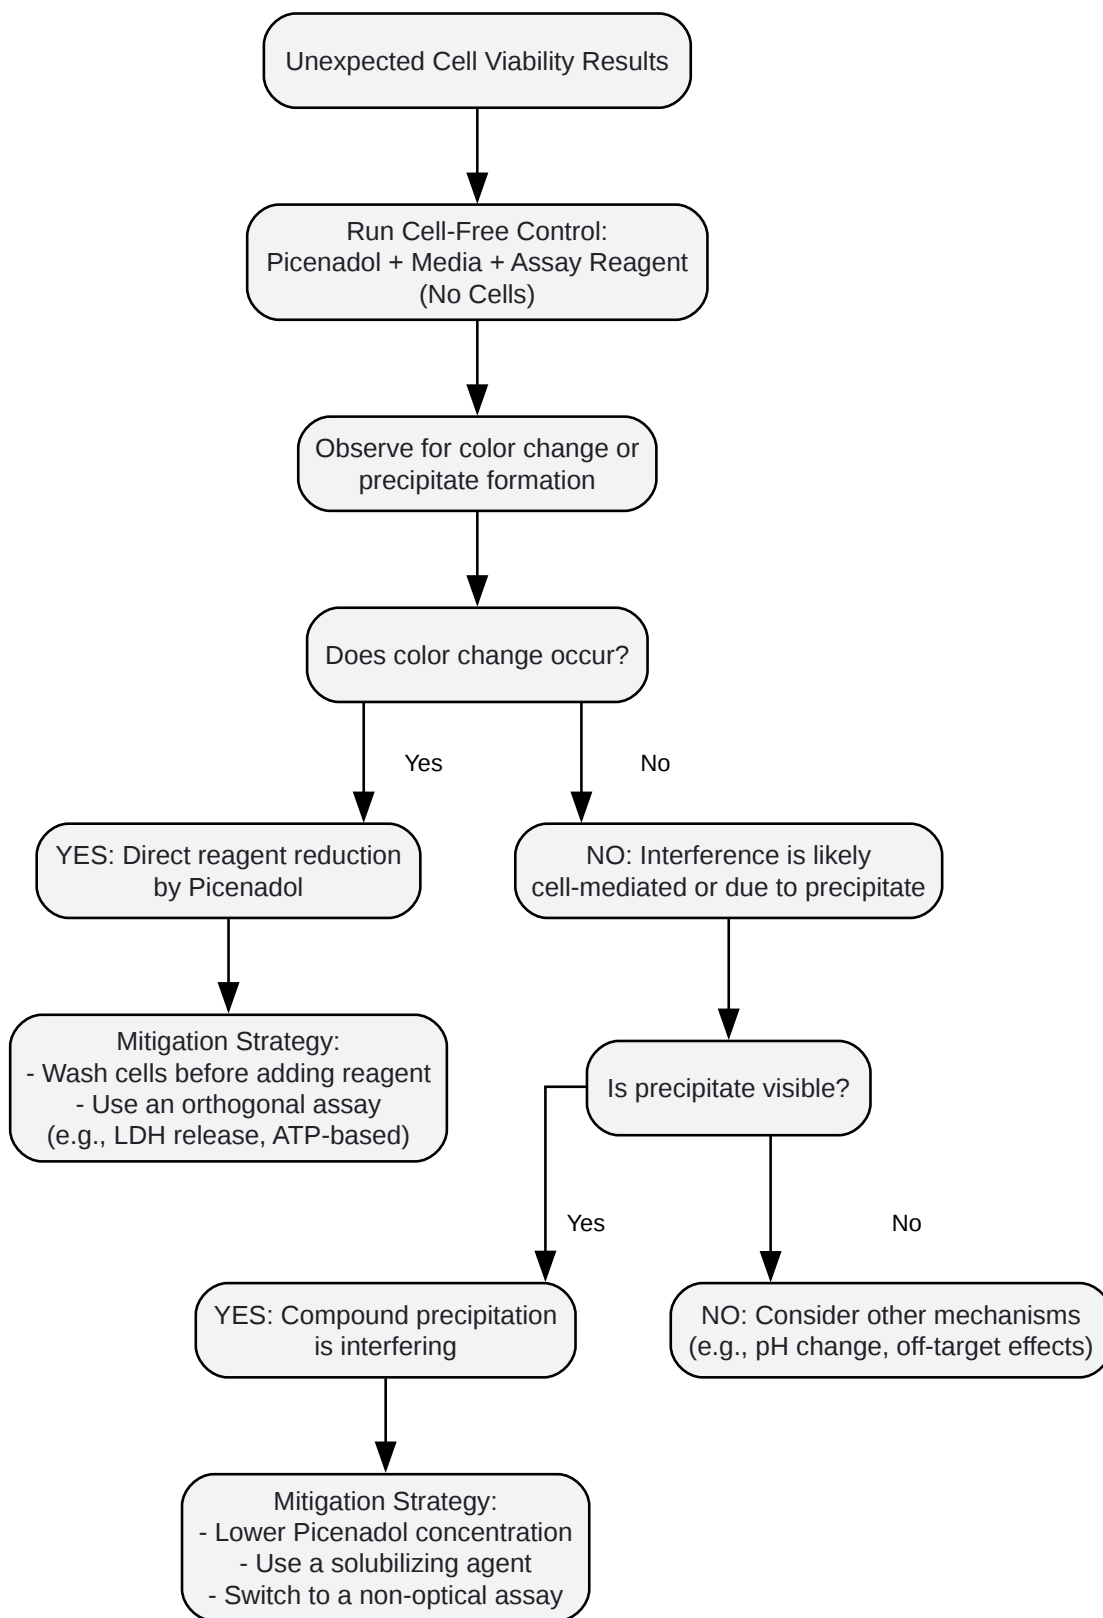 Unexpected Cell Viability Results
Run Cell-Free Control:
Picenadol + Media + Assay Reagent
(No Cells)
Observe for color change or
precipitate formation
Does color change occur?
Yes
No
YES: Direct reagent reduction
by Picenadol
NO: Interference is likely
cell-mediated or due to precipitate
Mitigation Strategy:
- Wash cells before adding reagent
- Use an orthogonal assay
(e.g., LDH release, ATP-based)
Is precipitate visible?
Yes
No
YES: Compound precipitation
is interfering
NO: Consider other mechanisms
(e.g., pH change, off-target effects)
Mitigation Strategy:
- Lower Picenadol concentration
- Use a solubilizing agent
- Switch to a non-optical assay